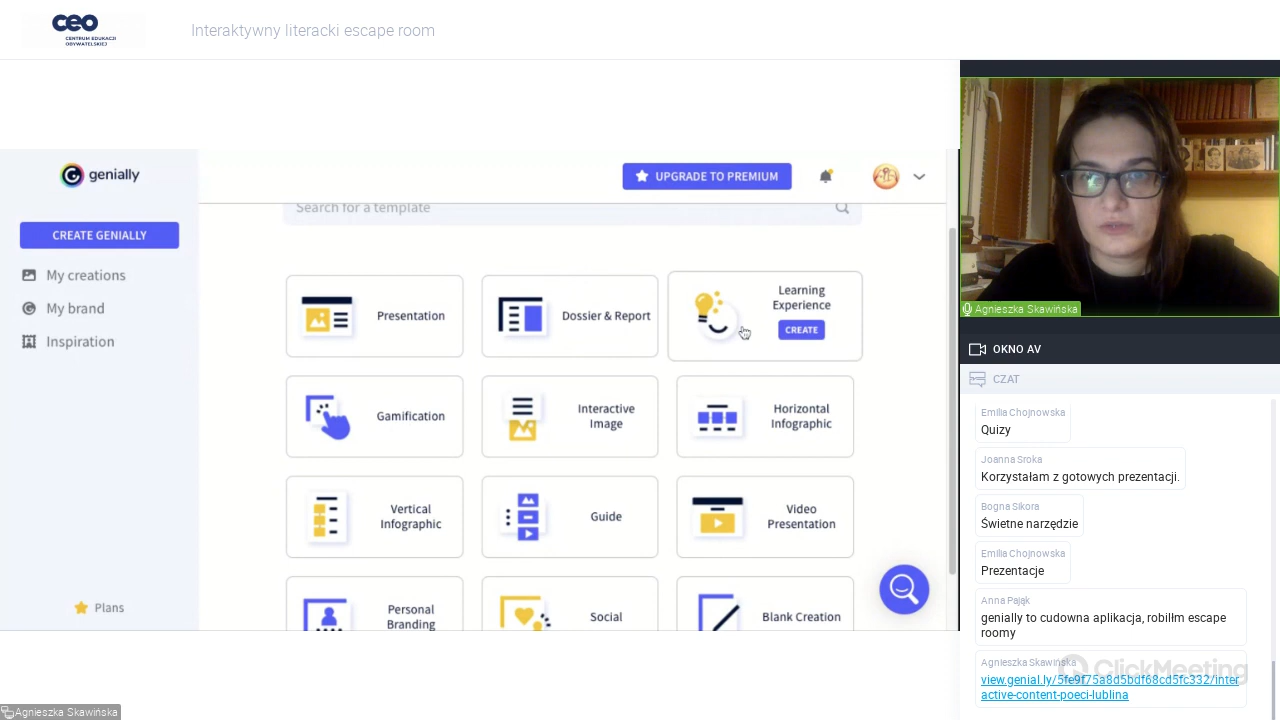 ceo
CENTRUM EDUKACJI
OBYWATELSKIEJ
Interaktywny literacki escape room
genially
UPGRADE TO PREMIUM
Search for a template
CREATE GENIALLY
My creations
My brand
Inspiration
Plans
Presentation
Dossier & Report
Learning
Experience
CREATE
Gamification
Interactive
Image
Horizontal
Infographic
Vertical
Infographic
Guide
Video
Presentation
Personal
Branding
Social
Blank Creation
Agnieszka Skawińska
Agnieszka Skawińska
OKNO AV
CZAT
Emilia Chojnowska
Quizy
Joanna Sroka
Korzystałam z gotowych prezentacji.
Bogna Sikora
Świetne narzędzie
Emilia Chojnowska
Prezentacje
Anna Pająk
genially to cudowna aplikacja, robiłłm escape
roomy
Agnieszka Skawińska
view.genial.ly/5fe9f75a8d5bdf68cd5fc332/inter
active-content-poeci-lublina
ClickMeeting